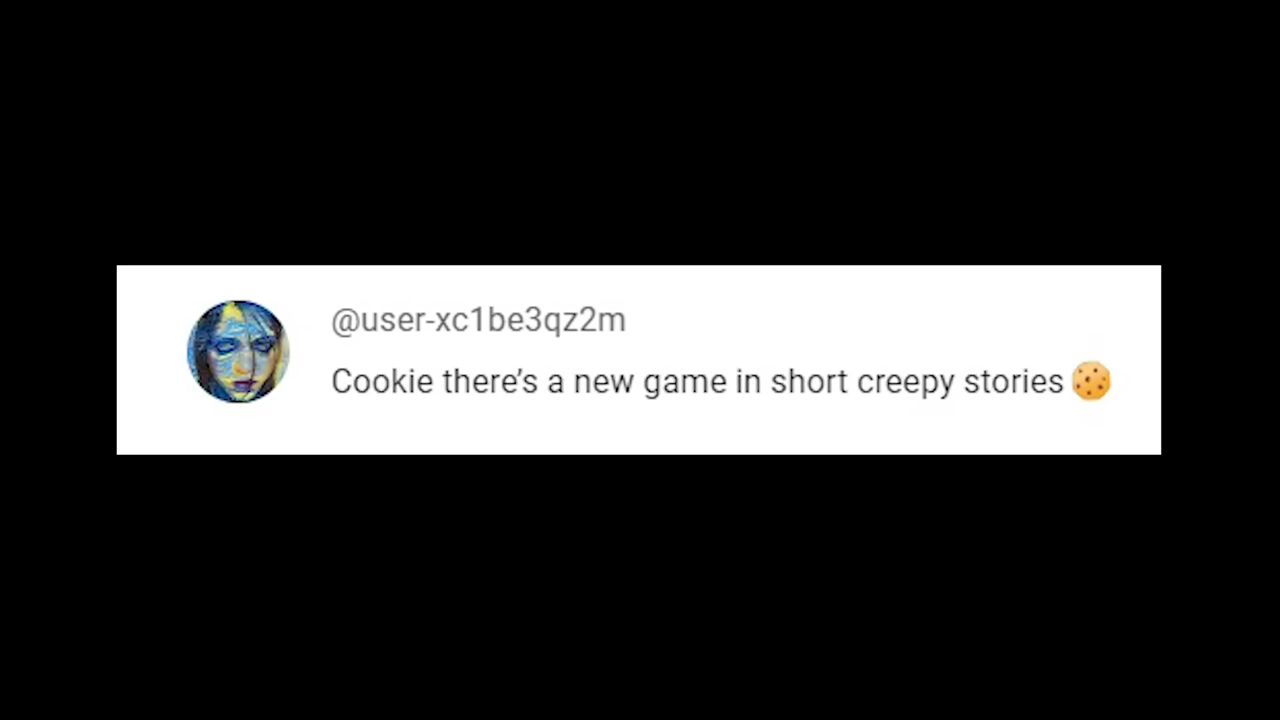 @user-xc1be3qz2m
Cookie there’s a new game in short creepy stories 🍪